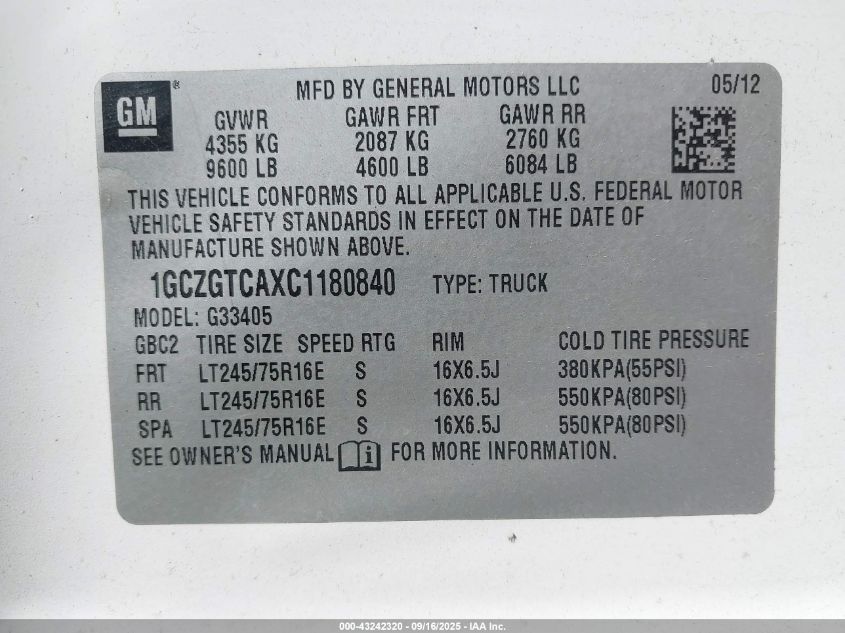 GM ®
MFD BY GENERAL MOTORS LLC 05/12
GVWR GAWR FRT GAWR RR
4355 KG 2087 KG 2760 KG
9600 LB 4600 LB 6084 LB
THIS VEHICLE CONFORMS TO ALL APPLICABLE U.S. FEDERAL MOTOR
VEHICLE SAFETY STANDARDS IN EFFECT ON THE DATE OF
MANUFACTURE SHOWN ABOVE.
1GCZGTCAXC1180840 TYPE: TRUCK
MODEL: G33405
GBC2 TIRE SIZE SPEED RTG RIM COLD TIRE PRESSURE
FRT LT245/75R16E S 16X6.5J 380KPA(55PSI)
RR LT245/75R16E S 16X6.5J 550KPA(80PSI)
SPA LT245/75R16E S 16X6.5J 550KPA(80PSI)
SEE OWNER'S MANUAL i FOR MORE INFORMATION.
000-43242320 - 09/16/2025 - IAA Inc.